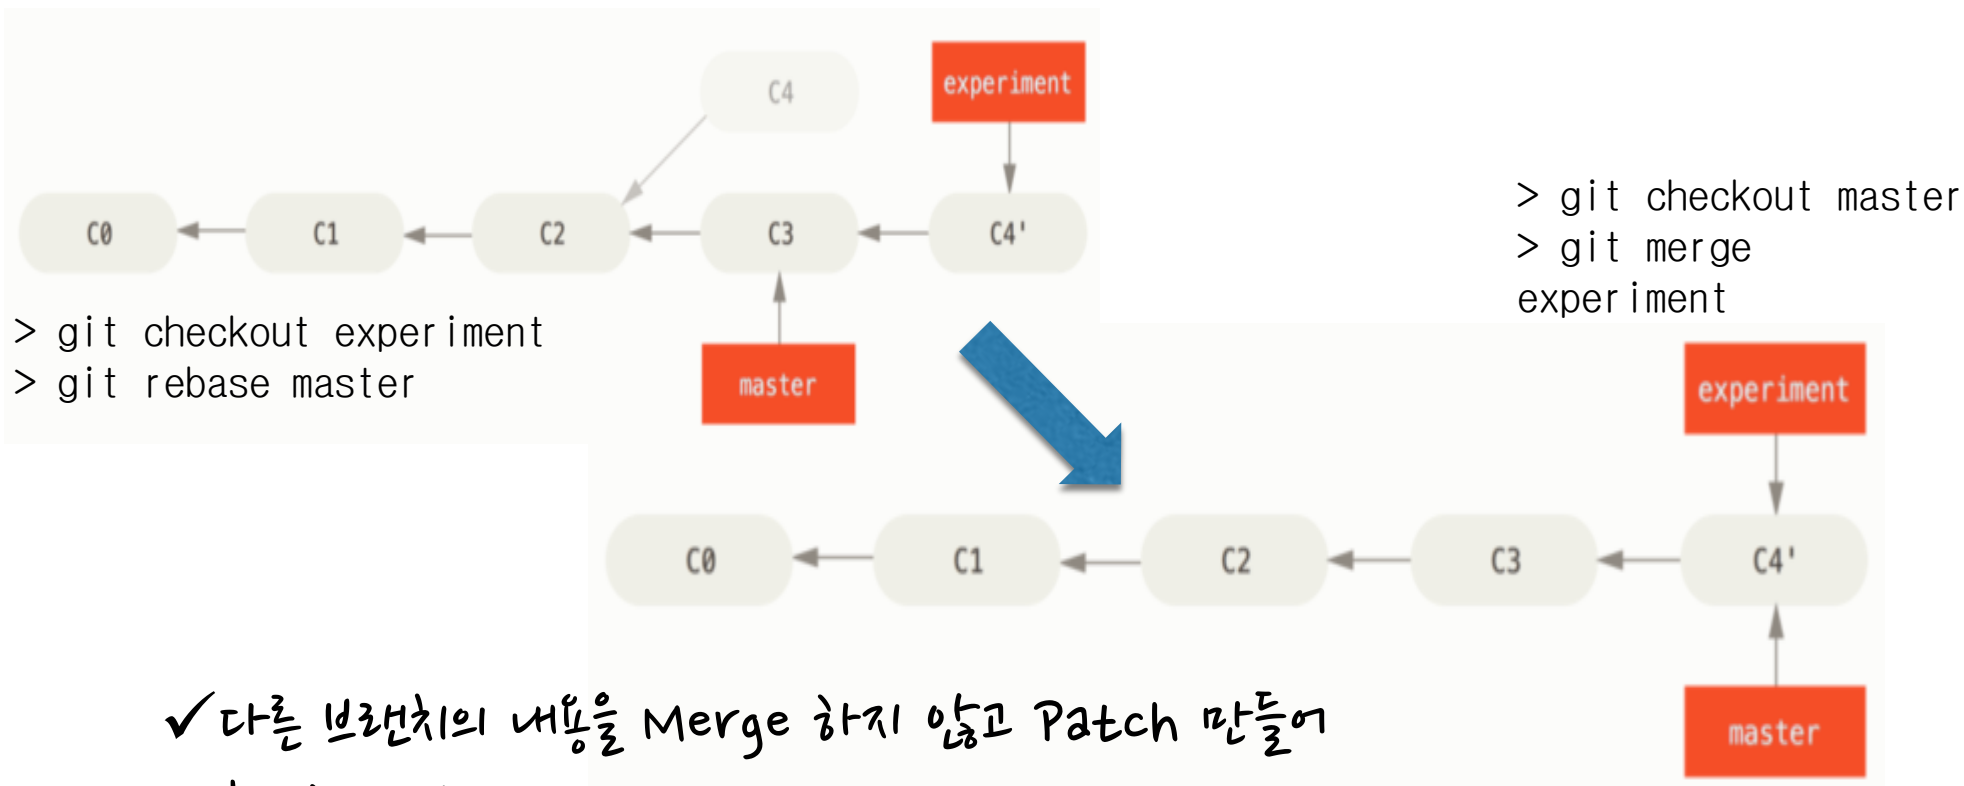 C4
experiment
C0
C1
C2
C3
C4'
> git checkout experiment
> git rebase master
master
> git checkout master
> git merge
experiment
experiment
C0
C1
C2
C3
C4'
master
✓다른 브랜치의 내용을 Merge 하지 않고 Patch 만들어